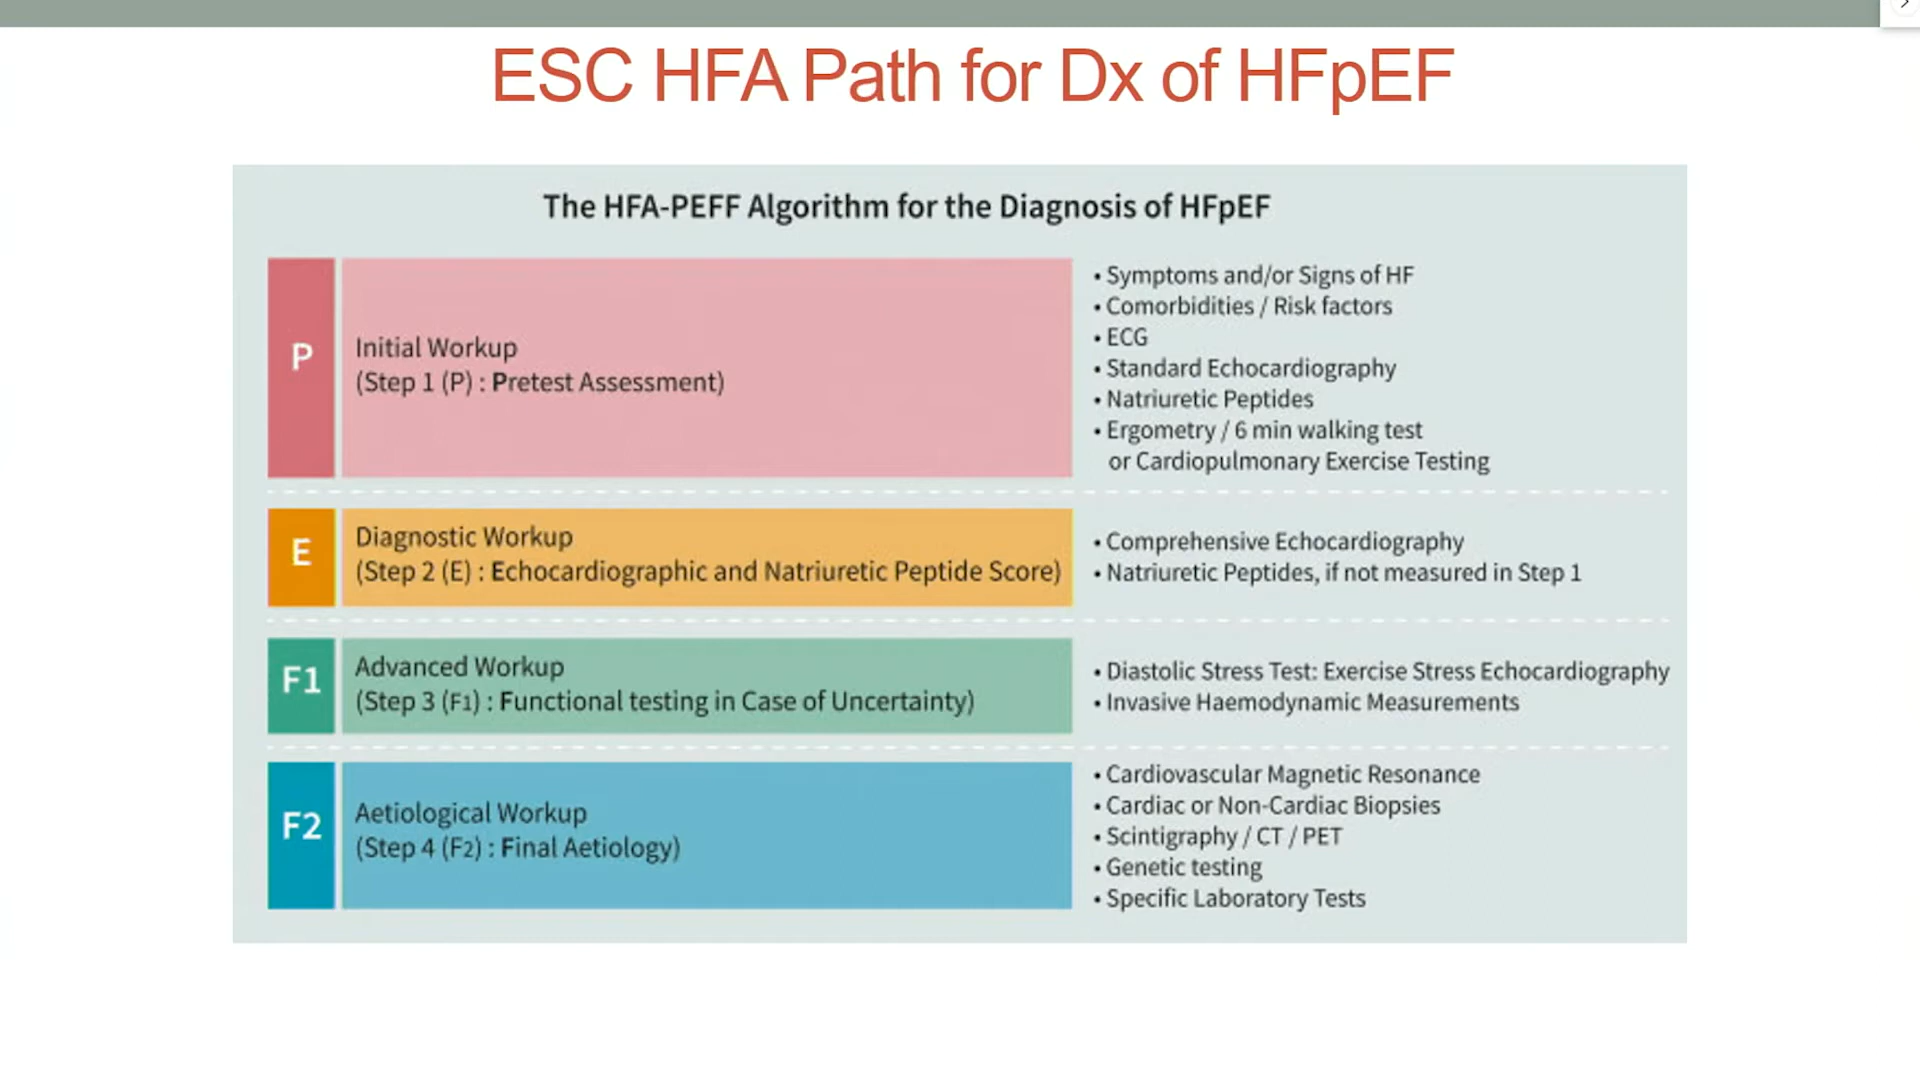 ESC HFA Path for Dx of HFpEF
The HFA-PEFF Algorithm for the Diagnosis of HFpEF
P
Initial Workup
(Step 1 (P) : Pretest Assessment)
• Symptoms and/or Signs of HF
• Comorbidities / Risk factors
• ECG
• Standard Echocardiography
• Natriuretic Peptides
• Ergometry / 6 min walking test
or Cardiopulmonary Exercise Testing
E
Diagnostic Workup
(Step 2 (E) : Echocardiographic and Natriuretic Peptide Score)
• Comprehensive Echocardiography
• Natriuretic Peptides, if not measured in Step 1
F1
Advanced Workup
(Step 3 (F1) : Functional testing in Case of Uncertainty)
• Diastolic Stress Test: Exercise Stress Echocardiography
• Invasive Haemodynamic Measurements
F2
Aetiological Workup
(Step 4 (F2) : Final Aetiology)
• Cardiovascular Magnetic Resonance
• Cardiac or Non-Cardiac Biopsies
• Scintigraphy / CT / PET
• Genetic testing
• Specific Laboratory Tests